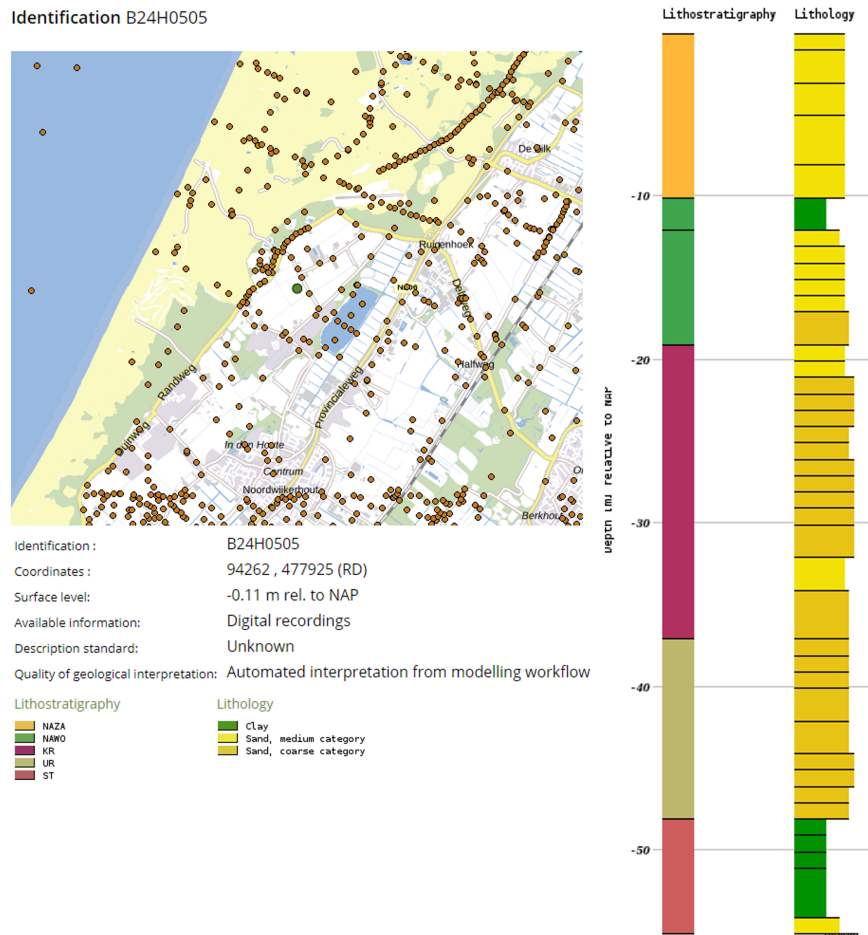 Identification B24H0505
Lithostratigraphy Lithology
De Zilk
Ruigenhoek
Delfweg
Halfweg
Randweg
Provincialeweg
Duinweg
In den Houte
Centrum
Noordwijkerhout
Berkhou
Depth (m) relative to NAP
-10
-20
-30
-40
-50
Identification : B24H0505
Coordinates : 94262 , 477925 (RD)
Surface level: -0.11 m rel. to NAP
Available information: Digital recordings
Description standard: Unknown
Quality of geological interpretation: Automated interpretation from modelling workflow
Lithostratigraphy Lithology
NAZA Clay
NAWO Sand, medium category
KR Sand, coarse category
UR
ST